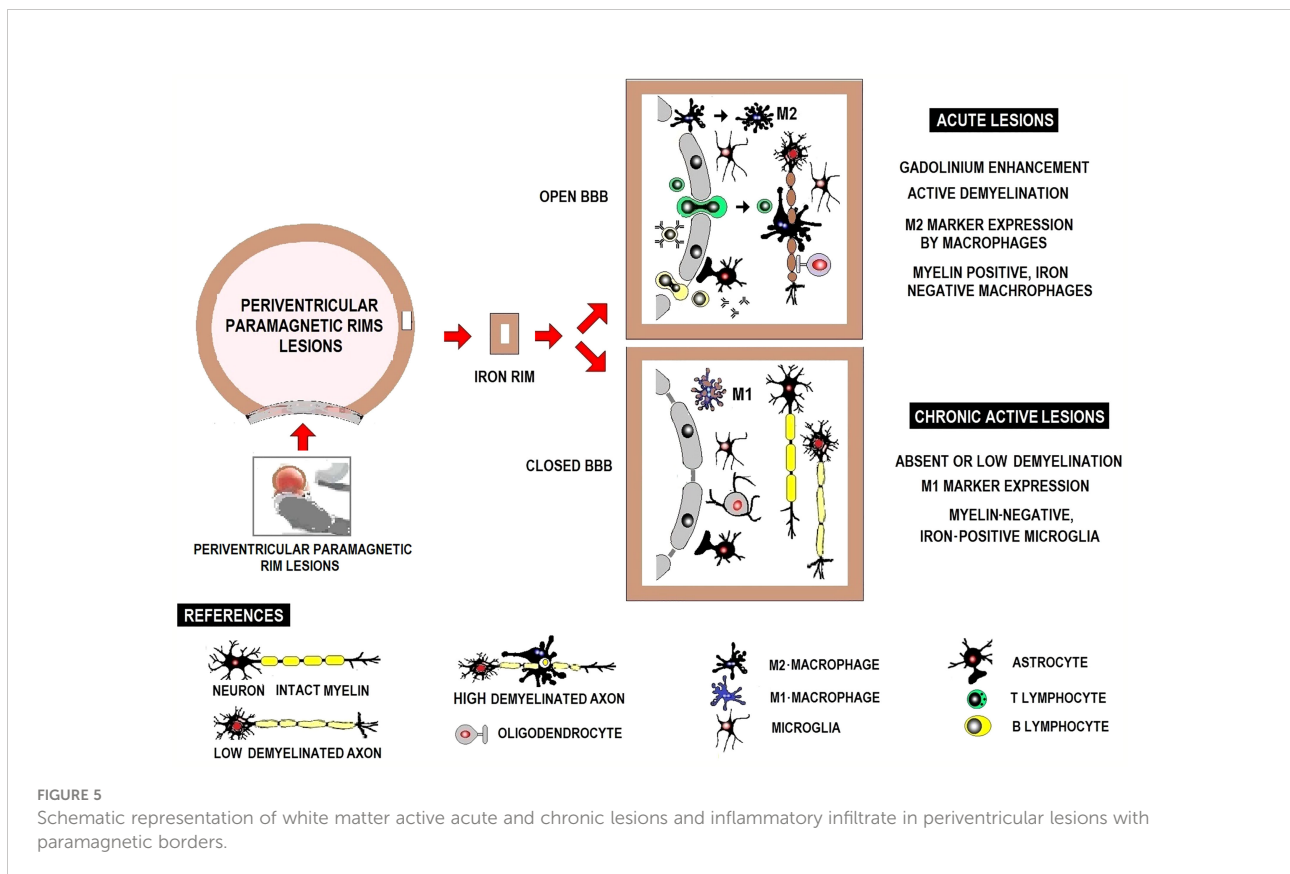 OPEN BBB
M2
ACUTE LESIONS
GADOLINIUM ENHANCEMENT
ACTIVE DEMYELINATION
M2 MARKER EXPRESSION
BY MACROPHAGES
MYELIN POSITIVE, IRON
NEGATIVE MACHROPHAGES
PERIVENTRICULAR
PARAMAGNETIC RIMS
LESIONS
IRON RIM
PERIVENTRICULAR PARAMAGNETIC
RIM LESIONS
CLOSED BBB
M1
CHRONIC ACTIVE LESIONS
ABSENT OR LOW DEMYELINATION
M1 MARKER EXPRESSION
MYELIN-NEGATIVE,
IRON-POSITIVE MICROGLIA
REFERENCES
NEURON INTACT MYELIN
LOW DEMYELINATED AXON
HIGH DEMYELINATED AXON
OLIGODENDROCYTE
M2·MACROPHAGE
M1·MACROPHAGE
MICROGLIA
ASTROCYTE
T LYMPHOCYTE
B LYMPHOCYTE
FIGURE 5
Schematic representation of white matter active acute and chronic lesions and inflammatory infiltrate in periventricular lesions with
paramagnetic borders.